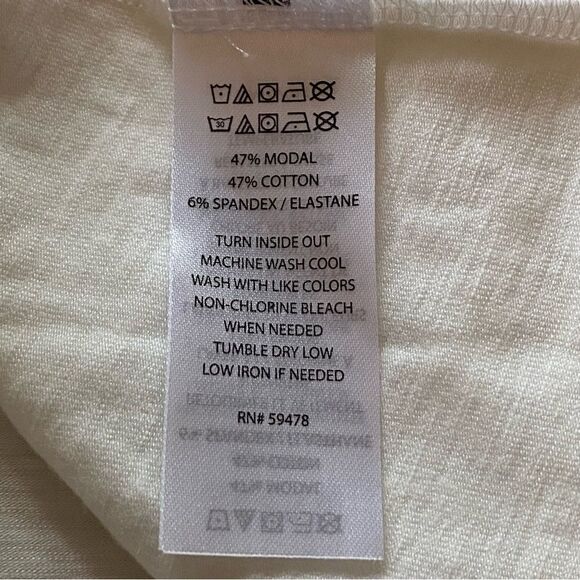 30
47% MODAL
47% COTTON
6% SPANDEX / ELASTANE
TURN INSIDE OUT
MACHINE WASH COOL
WASH WITH LIKE COLORS
NON-CHLORINE BLEACH
WHEN NEEDED
TUMBLE DRY LOW
LOW IRON IF NEEDED
RN# 59478